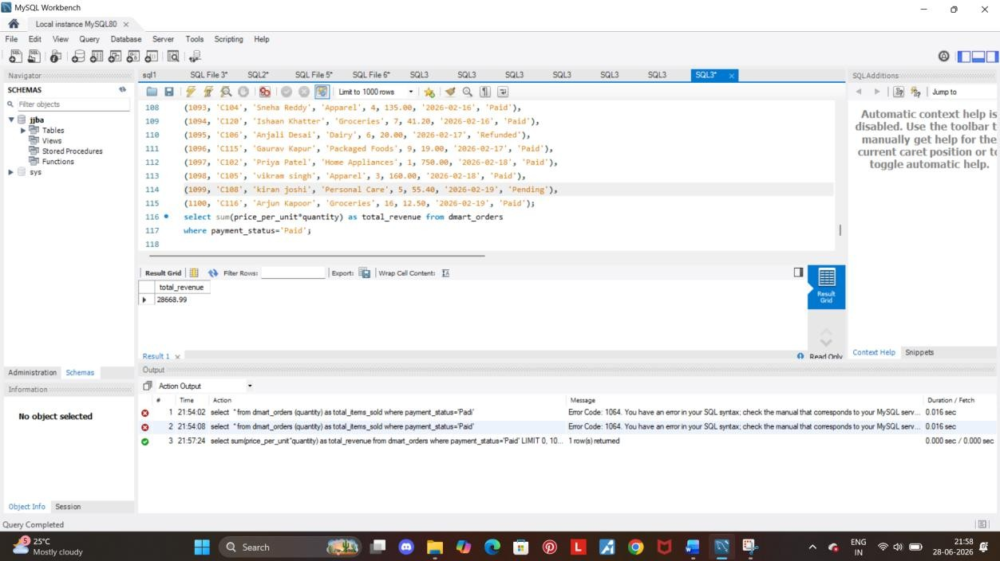 MySQL Workbench
Local instance MySQL80
File Edit View Query Database Server Tools Scripting Help
Navigator
SCHEMAS
Filter objects
jjba
Tables
Views
Stored Procedures
Functions
sys
Administration Schemas
Information
No object selected
Object Info Session
Query Completed
sql1 SQL File 3* SQL2* SQL File 5* SQL File 6* SQL3 SQL3 SQL3 SQL3 SQL3 SQL3 SQL3*
Limit to 1000 rows
108 (1093, 'C104', 'Sneha Reddy', 'Apparel', 4, 135.00, '2026-02-16', 'Paid'),
109 (1094, 'C120', 'Ishaan Khatter', 'Groceries', 7, 41.20, '2026-02-16', 'Paid'),
110 (1095, 'C106', 'Anjali Desai', 'Dairy', 6, 20.00, '2026-02-17', 'Refunded'),
111 (1096, 'C115', 'Gaurav Kapur', 'Packaged Foods', 9, 19.00, '2026-02-17', 'Paid'),
112 (1097, 'C102', 'Priya Patel', 'Home Appliances', 1, 750.00, '2026-02-18', 'Paid'),
113 (1098, 'C105', 'vikram singh', 'Apparel', 3, 160.00, '2026-02-18', 'Paid'),
114 (1099, 'C108', 'kiran joshi', 'Personal Care', 5, 55.40, '2026-02-19', 'Pending'),
115 (1100, 'C116', 'Arjun Kapoor', 'Groceries', 16, 12.50, '2026-02-19', 'Paid');
116 select sum(price_per_unit*quantity) as total_revenue from dmart_orders
117 where payment_status='Paid';
118
Result Grid Filter Rows: Export: Wrap Cell Content:
total_revenue
28668.99
Result Grid
Result 1 Read Only
Output
Action Output
# Time Action Message Duration / Fetch
1 21:54:02 select * from dmart_orders (quantity) as total_items_sold where payment_status='Padi' Error Code: 1064. You have an error in your SQL syntax; check the manual that corresponds to your MySQL serv... 0.016 sec
2 21:54:08 select * from dmart_orders (quantity) as total_items_sold where payment_status='Padi' Error Code: 1064. You have an error in your SQL syntax; check the manual that corresponds to your MySQL serv... 0.016 sec
3 21:57:24 select sum(price_per_unit*quantity) as total_revenue from dmart_orders where payment_status='Paid' LIMIT 0, 10... 1 row(s) returned 0.000 sec / 0.000 sec
SQLAdditions
Jump to
Automatic context help is
disabled. Use the toolbar t
manually get help for the
current caret position or to
toggle automatic help.
Context Help Snippets
5
25°C
Mostly cloudy
Search
ENG
IN
21:58
28-06-2026